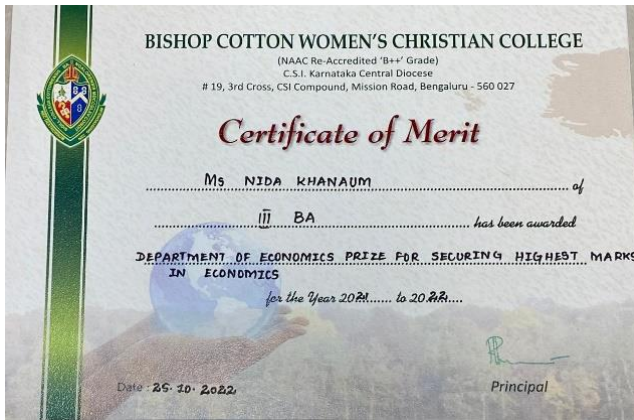 BISHOP COTTON WOMEN'S CHRISTIAN COLLEGE
(NAAC Re-Accredited 'B++' Grade)
C.S.I. Karnataka Central Diocese
# 19, 3rd Cross, CSI Compound, Mission Road, Bengaluru - 560 027
Certificate of Merit
Ms NIDA KHANAUM of
III BA has been awarded
DEPARTMENT OF ECONOMICS PRIZE FOR SECURING HIGHEST MARKS
IN ECONOMICS
for the Year 2021...... to 2022....
Date : 25.10.2022
Principal